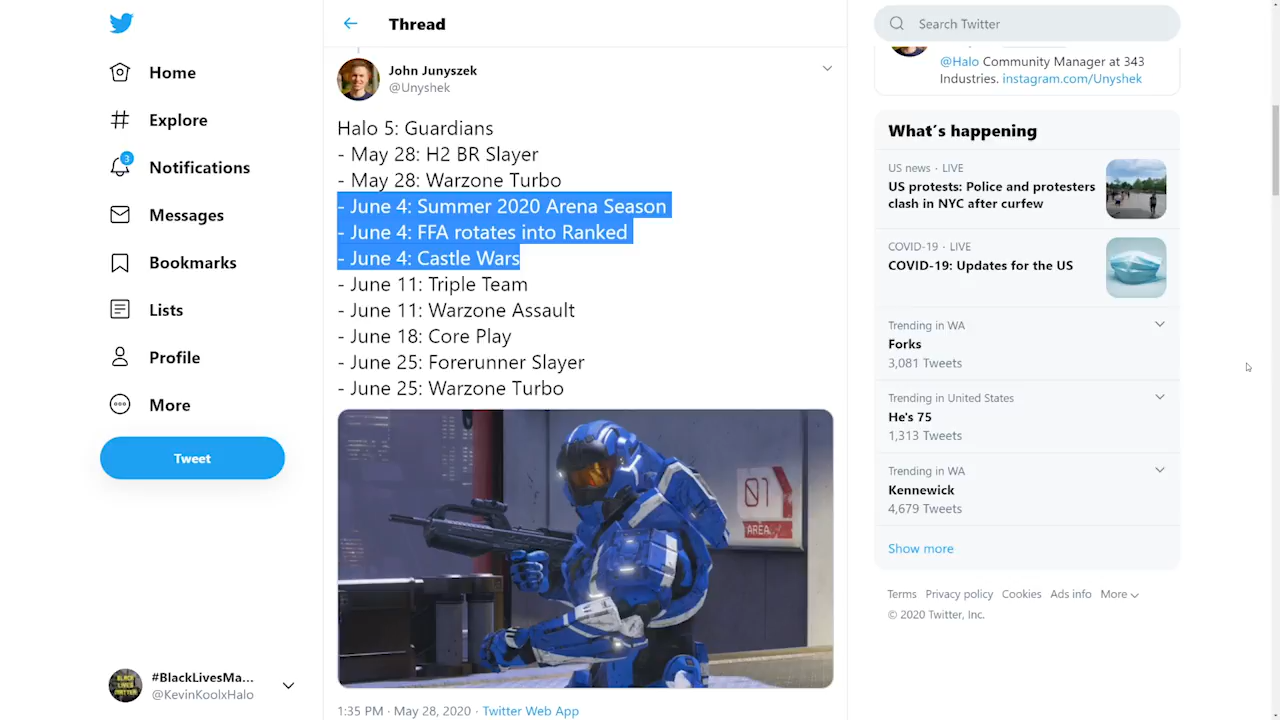 Home
Explore
3
Notifications
Messages
Bookmarks
Lists
Profile
More
Tweet
#BlackLivesMa...
@KevinKoolxHalo
Thread
John Junyszek
@Unyshek
Halo 5: Guardians
- May 28: H2 BR Slayer
- May 28: Warzone Turbo
- June 4: Summer 2020 Arena Season
- June 4: FFA rotates into Ranked
- June 4: Castle Wars
- June 11: Triple Team
- June 11: Warzone Assault
- June 18: Core Play
- June 25: Forerunner Slayer
- June 25: Warzone Turbo
01
AREA
1:35 PM · May 28, 2020 · Twitter Web App
Search Twitter
@Halo Community Manager at 343
Industries. instagram.com/Unyshek
What's happening
US news · LIVE
US protests: Police and protesters
clash in NYC after curfew
COVID-19 · LIVE
COVID-19: Updates for the US
Trending in WA
Forks
3,081 Tweets
Trending in United States
He's 75
1,313 Tweets
Trending in WA
Kennewick
4,679 Tweets
Show more
Terms Privacy policy Cookies Ads info More
© 2020 Twitter, Inc.